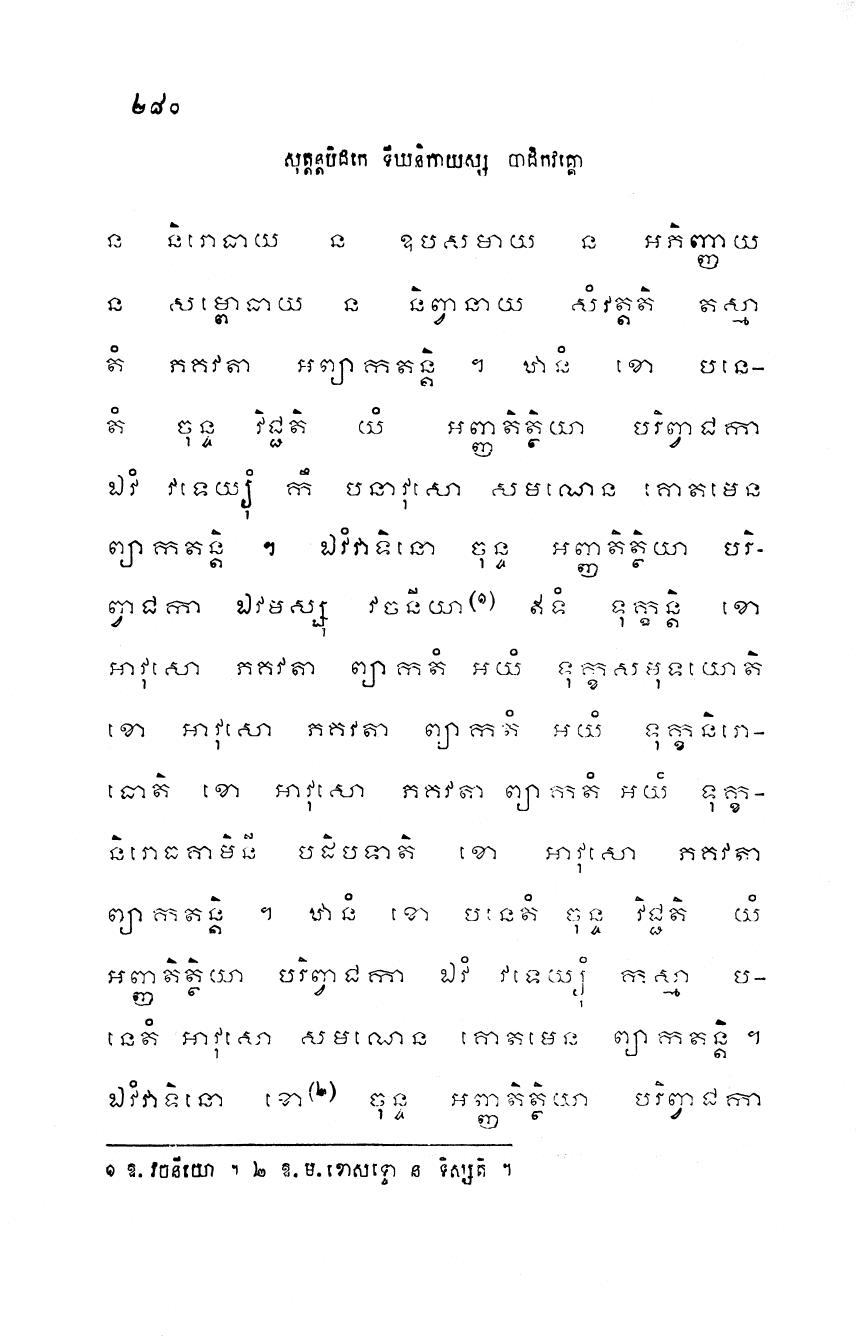 ២៨០
សុត្តន្តបិដកេ ទីឃនិកាយស្ស បាដិកវគ្គោ
ន និរោធាយ ន ឧបសមាយ ន អភិញ្ញាយ
ន សម្ពោធាយ ន និព្វានាយ សំវត្តតិ តស្មា
តំ ភគវតា អព្យាកតន្តិ ។ ឋានំ ខោ បនេ-
តំ ចុន្ទ វិជ្ជតិ យំ អញ្ញតិត្ថិយា បរិព្វាជកា
ឯវំ វទេយ្យុំ កឹ បនាវុសោ សមណេន គោតមេន
ព្យាកតន្តិ ។ ឯវំវាទិនោ ចុន្ទ អញ្ញតិត្ថិយា បរិ-
ព្វាជកា ឯវមស្សុ វចនីយា(១) ឥទំ ទុក្ខន្តិ ខោ
អាវុសោ ភគវតា ព្យាកតំ អយំ ទុក្ខសមុទយោតិ
ខោ អាវុសោ ភគវតា ព្យាកតំ អយំ ទុក្ខនិរោ-
ធោតិ ខោ អាវុសោ ភគវតា ព្យាកតំ អយំ ទុក្ខ-
និរោធគាមិនី បដិបទាតិ ខោ អាវុសោ ភគវតា
ព្យាកតន្តិ ។ ឋានំ ខោ បនេតំ ចុន្ទ វិជ្ជតិ យំ
អញ្ញតិត្ថិយា បរិព្វាជកា ឯវំ វទេយ្យុំ កស្មា ប-
នេតំ អាវុសោ សមណេន គោតមេន ព្យាកតន្តិ ។
ឯវំវាទិនោ ខោ(២) ចុន្ទ អញ្ញតិត្ថិយា បរិព្វាជកា
១ ឱ. វចនីយោ ។ ២ ឱ. ម. ខោសទ្ទោ ន ទិស្សតិ ។